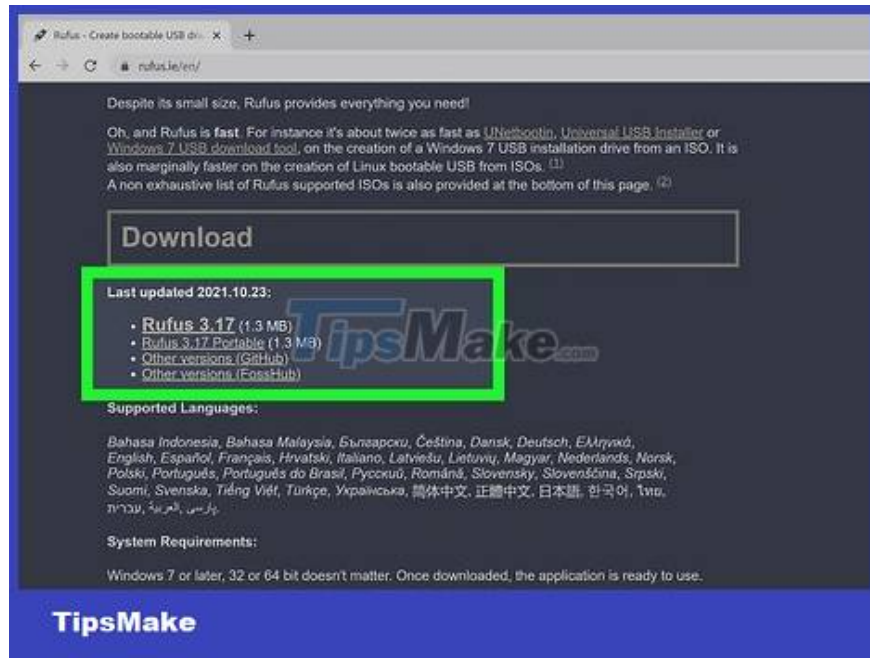 Rufus - Create bootable USB dri
rufus.ie/en/
Despite its small size, Rufus provides everything you need!
Oh, and Rufus is fast. For instance it's about twice as fast as UNetbootin, Universal USB Installer or
Windows 7 USB download tool, on the creation of a Windows 7 USB installation drive from an ISO. It is
also marginally faster on the creation of Linux bootable USB from ISOs. (1)
A non exhaustive list of Rufus supported ISOs is also provided at the bottom of this page. (2)
Download
Last updated 2021.10.23:
• Rufus 3.17 (1.3 MB)
• Rufus 3.17 Portable (1.3 MB)
• Other versions (GitHub)
• Other versions (FossHub)
TipsMake.com
Supported Languages:
Bahasa Indonesia, Bahasa Malaysia, Български, Čeština, Dansk, Deutsch, Ελληνικά,
English, Español, Français, Hrvatski, Italiano, Latviešu, Lietuvių, Magyar, Nederlands, Norsk,
Polski, Português, Português do Brasil, Русский, Română, Slovensky, Slovenščina, Srpski,
Suomi, Svenska, Tiếng Việt, Türkçe, Українська, 简体中文, 正體中文, 日本語, 한국어, ไทย,
עברית, العربية, پارسی.
System Requirements:
Windows 7 or later, 32 or 64 bit doesn't matter. Once downloaded, the application is ready to use.
TipsMake